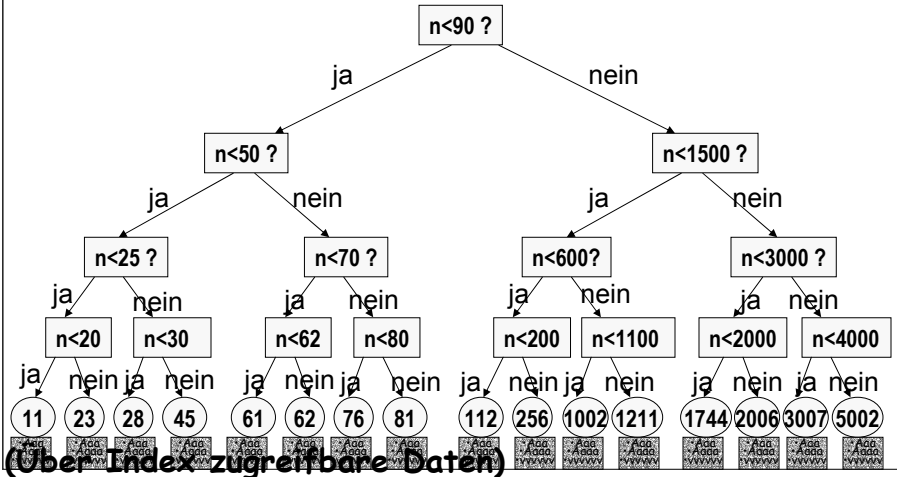 n<90 ?
ja nein
n<50 ? n<1500 ?
ja nein ja nein
n<25 ? n<70 ? n<600? n<3000 ?
ja nein ja nein ja nein ja nein
n<20 n<30 n<62 n<80 n<200 n<1100 n<2000 n<4000
ja nein ja nein ja nein ja nein ja nein ja nein ja nein ja nein
11 23 28 45 61 62 76 81 112 256 1002 1211 1744 2006 3007 5002
(Über Index zugreifbare Daten)